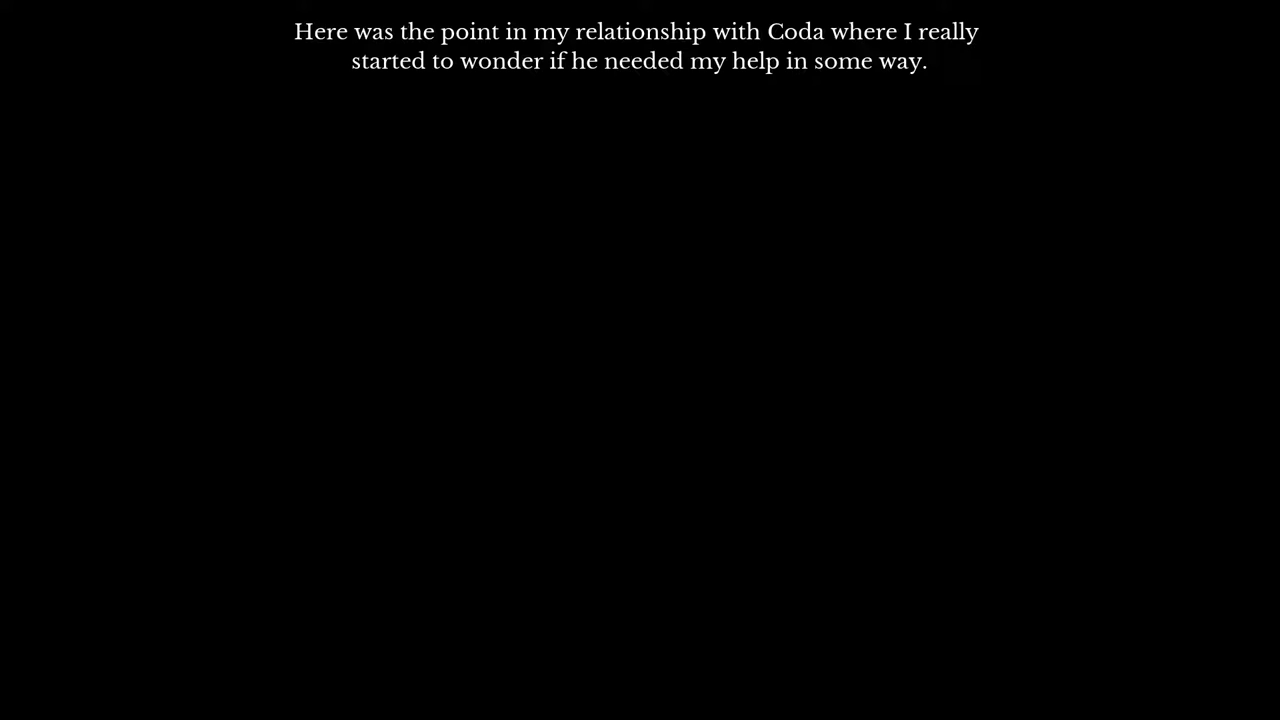 Here was the point in my relationship with Coda where I really
started to wonder if he needed my help in some way.